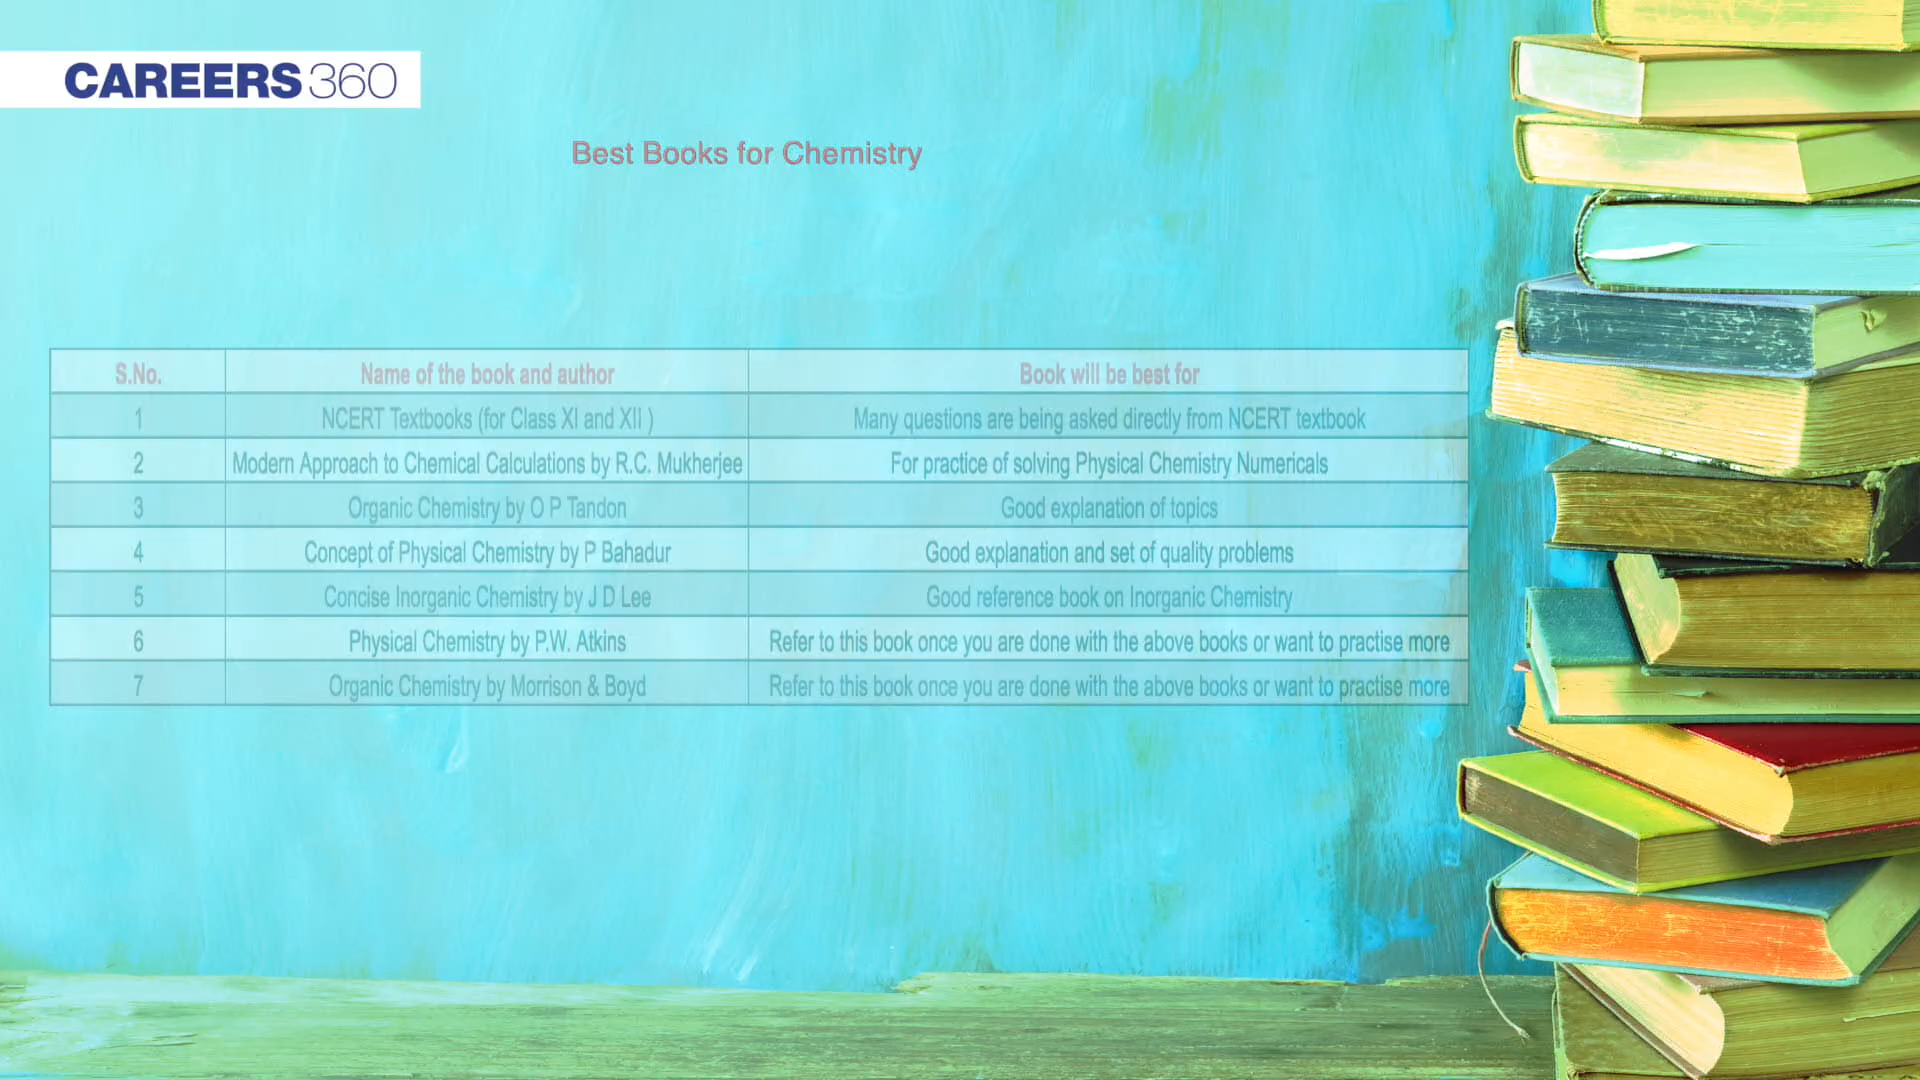 CAREERS360
Best Books for Chemistry
S.No. Name of the book and author Book will be best for
1 NCERT Textbooks (for Class XI and XII ) Many questions are being asked directly from NCERT textbook
2 Modern Approach to Chemical Calculations by R.C. Mukherjee For practice of solving Physical Chemistry Numericals
3 Organic Chemistry by O P Tandon Good explanation of topics
4 Concept of Physical Chemistry by P Bahadur Good explanation and set of quality problems
5 Concise Inorganic Chemistry by J D Lee Good reference book on Inorganic Chemistry
6 Physical Chemistry by P.W. Atkins Refer to this book once you are done with the above books or want to practise more
7 Organic Chemistry by Morrison & Boyd Refer to this book once you are done with the above books or want to practise more